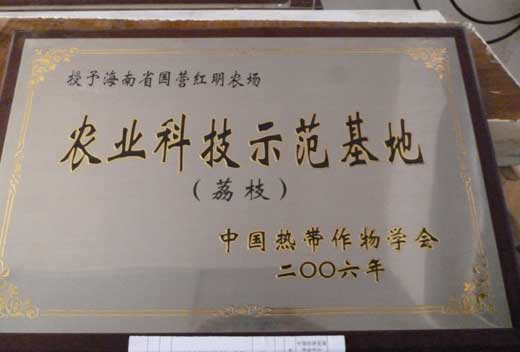 授予海南省国营红明农场
农业科技示范基地
(荔枝)
中国热带作物学会
二〇〇六年